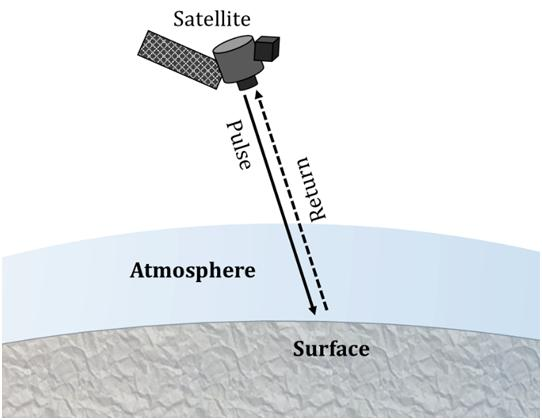 Satellite
Pulse
Return
Atmosphere
Surface